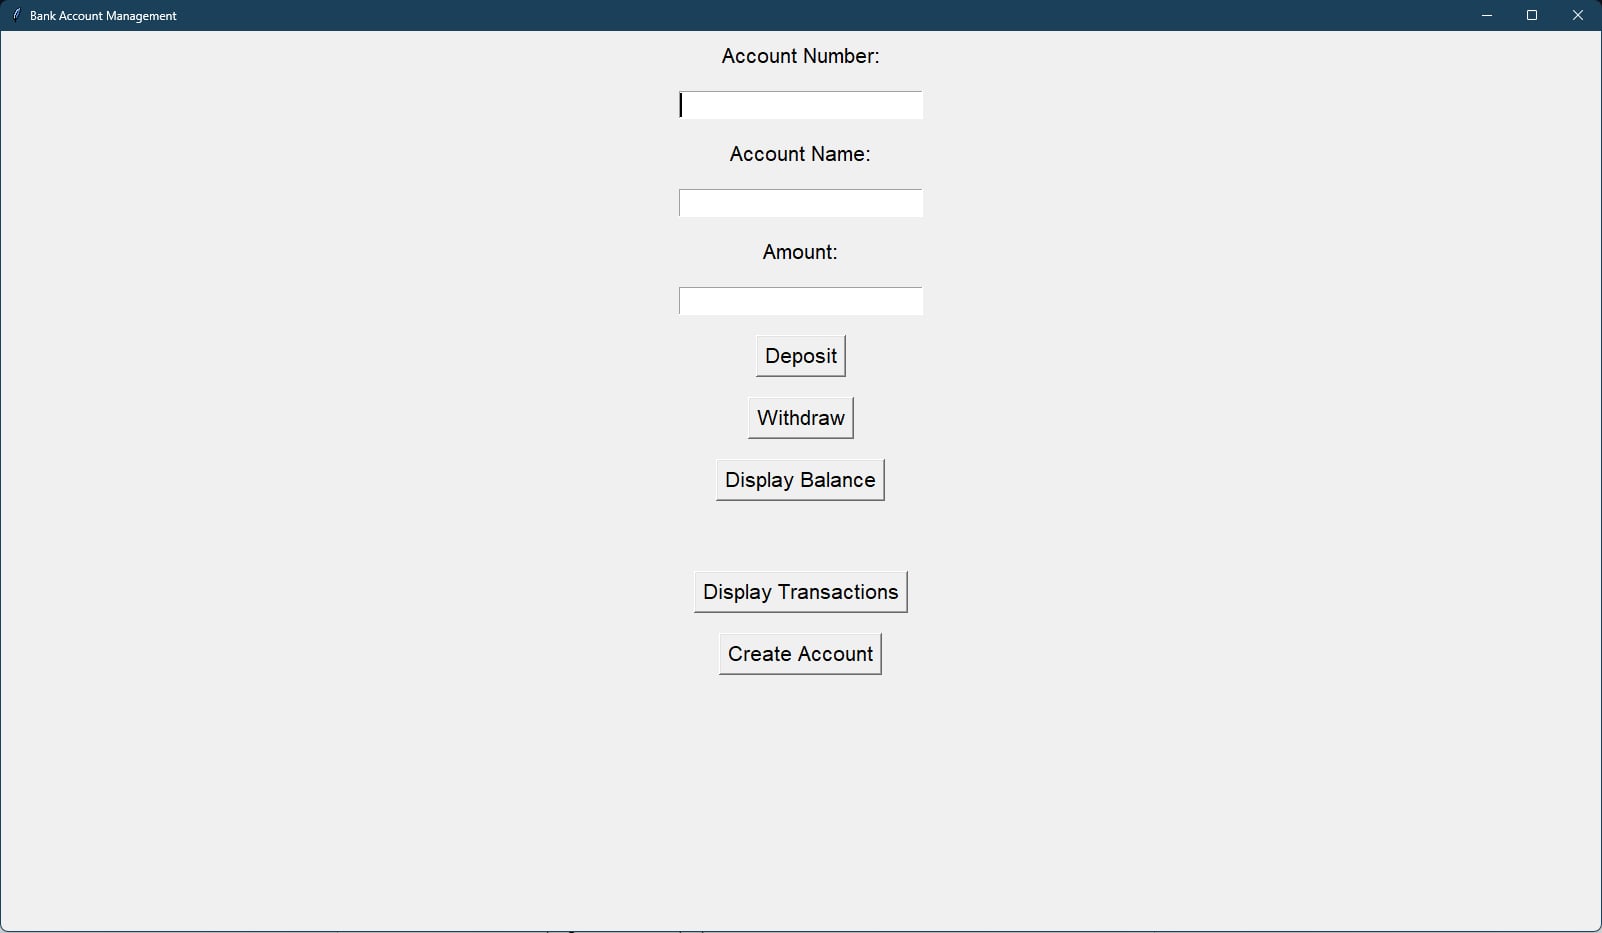 Bank Account Management
Account Number:
Account Name:
Amount:
Deposit
Withdraw
Display Balance
Display Transactions
Create Account